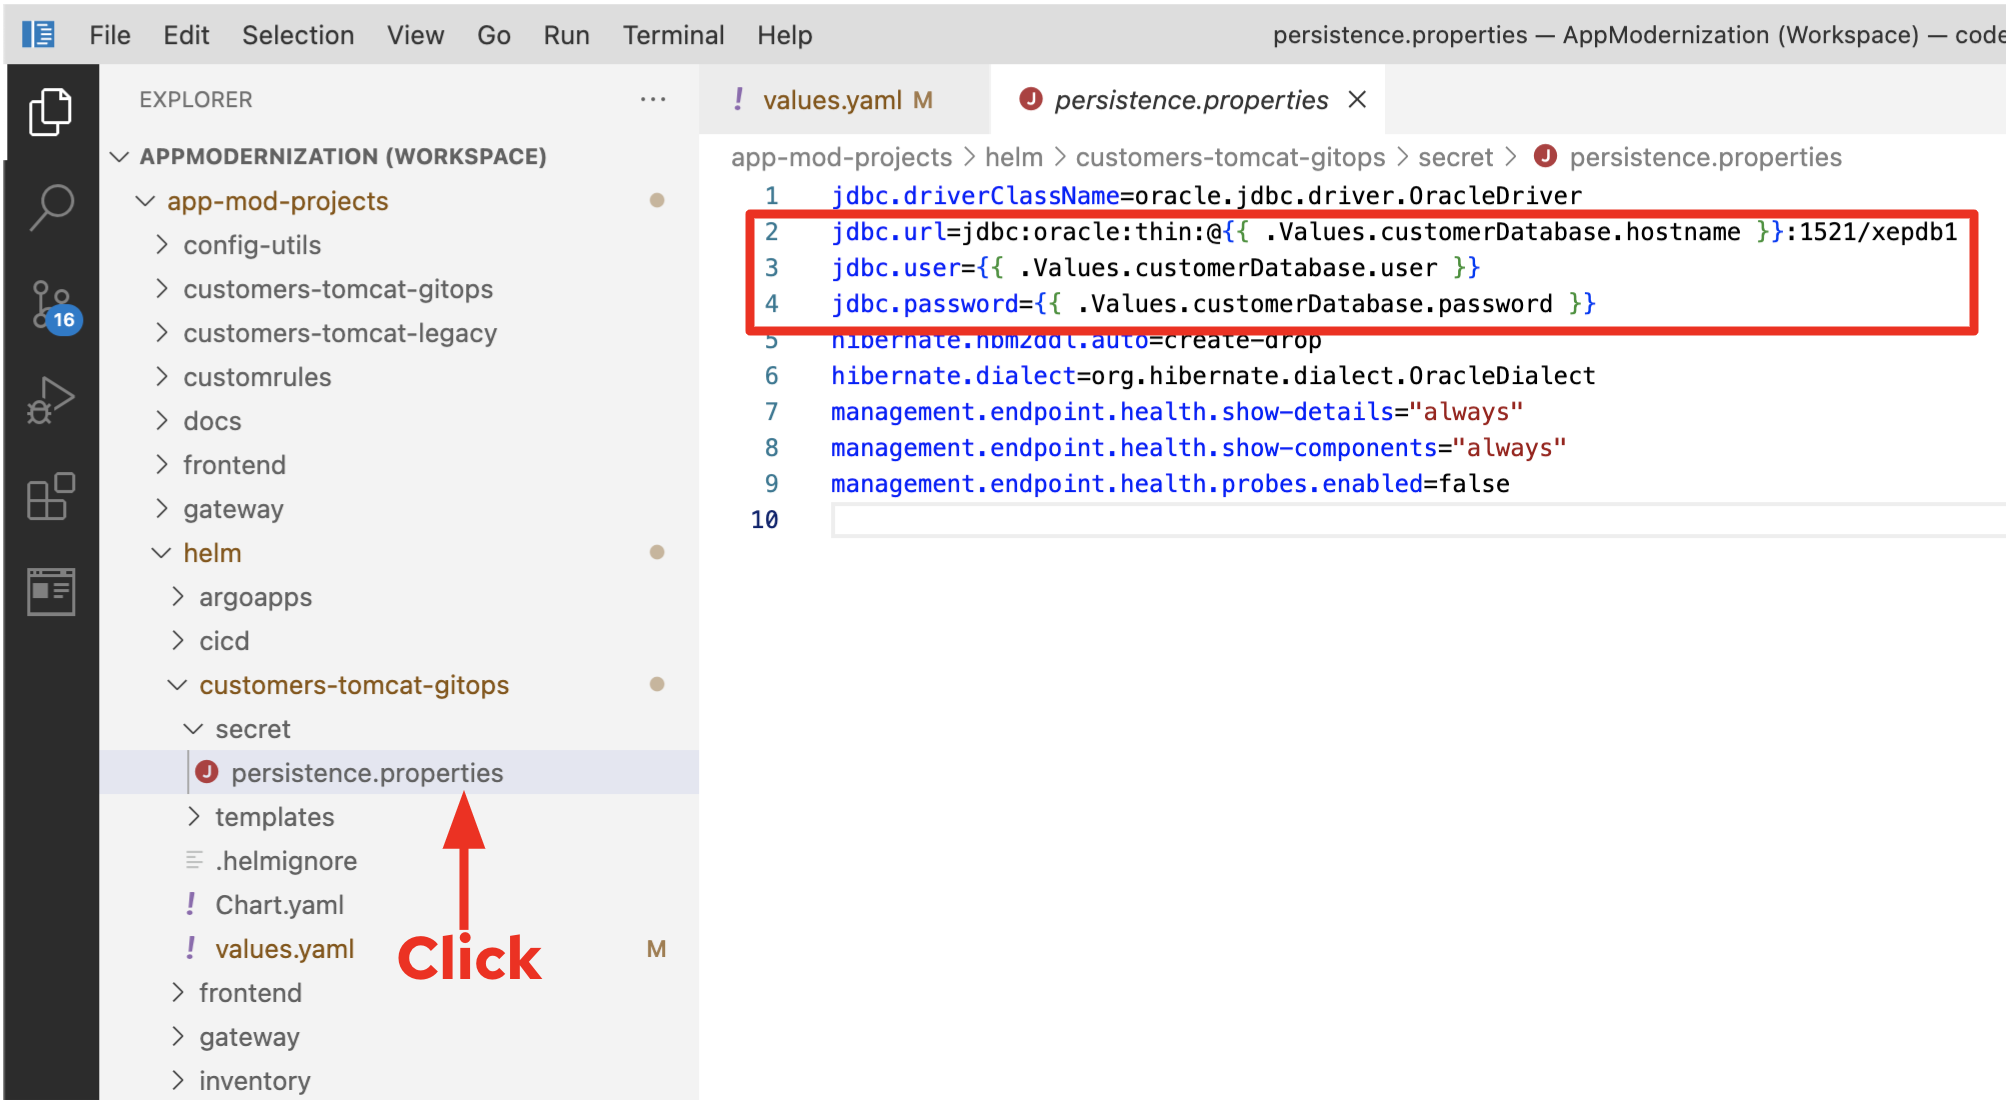 File Edit Selection View Go Run Terminal Help
persistence.properties — AppModernization (Workspace) — code
EXPLORER
APPMODERNIZATION (WORKSPACE)
app-mod-projects
config-utils
customers-tomcat-gitops
customers-tomcat-legacy
customrules
docs
frontend
gateway
helm
argoapps
cicd
customers-tomcat-gitops
secret
J persistence.properties
templates
.helmignore
! Chart.yaml
! values.yaml M
frontend
gateway
inventory
16
Click
! values.yaml M
J persistence.properties
app-mod-projects > helm > customers-tomcat-gitops > secret > J persistence.properties
1 jdbc.driverClassName=oracle.jdbc.driver.OracleDriver
2 jdbc.url=jdbc:oracle:thin:@{{ .Values.customerDatabase.hostname }}:1521/xepdb1
3 jdbc.user={{ .Values.customerDatabase.user }}
4 jdbc.password={{ .Values.customerDatabase.password }}
5 hibernate.hbm2ddl.auto=create-drop
6 hibernate.dialect=org.hibernate.dialect.OracleDialect
7 management.endpoint.health.show-details="always"
8 management.endpoint.health.show-components="always"
9 management.endpoint.health.probes.enabled=false
10